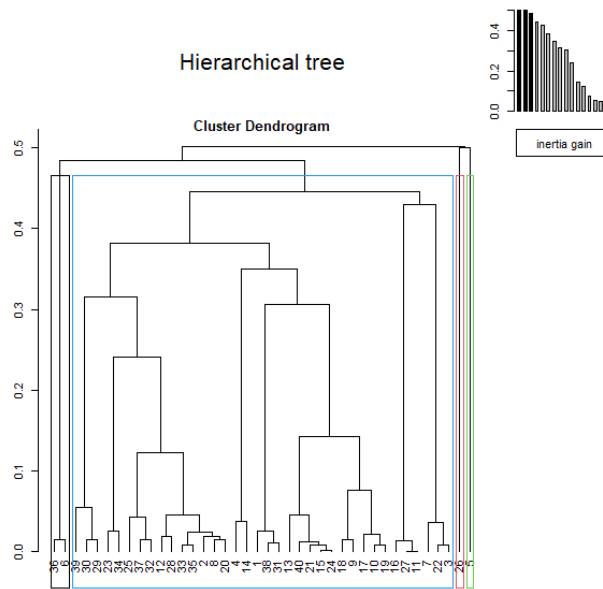 Hierarchical tree
0.0 0.2 0.4
inertia gain
Cluster Dendrogram
0.0 0.1 0.2 0.3 0.4 0.5
36 6 39 30 29 23 34 25 37 32 12 28 33 35 2 8 20 4 14 1 38 31 13 40 21 15 24 18 9 17 10 19 16 27 11 7 22 3 26 5